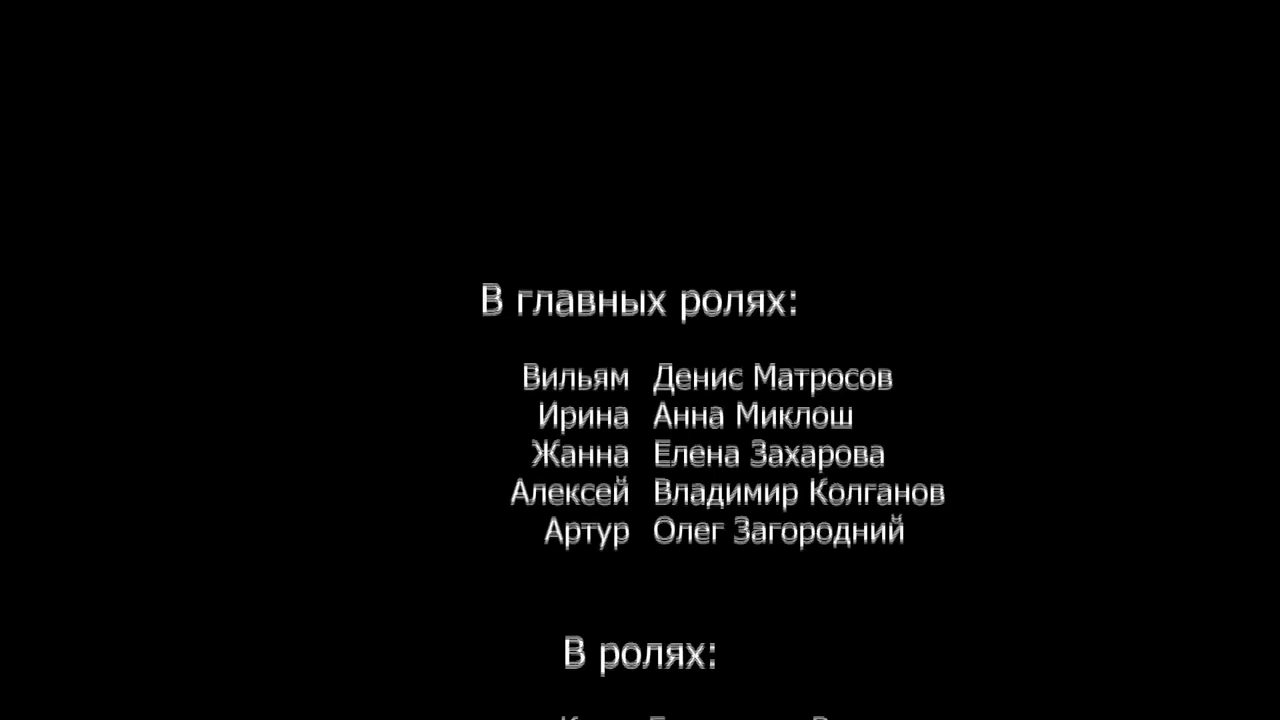 В главных ролях:
Вильям Денис Матросов
Ирина Анна Миклош
Жанна Елена Захарова
Алексей Владимир Колганов
Артур Олег Загородний
В ролях: